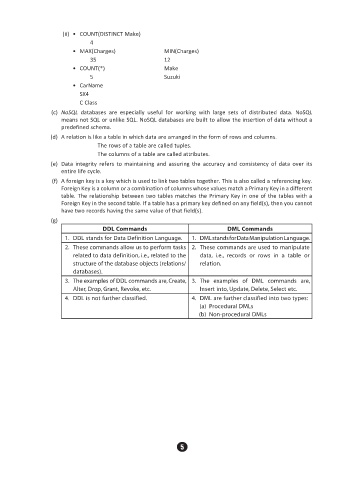 (ii) • COUNT(DISTINCT Make)
4
• MAX(Charges) MIN(Charges)
35 12
• COUNT(*) Make
5 Suzuki
• CarName
SX4
C Class
(c) NoSQL databases are especially useful for working with large sets of distributed data. NoSQL
means not SQL or unlike SQL. NoSQL databases are built to allow the insertion of data without a
predefined schema.
(d) A relation is like a table in which data are arranged in the form of rows and columns.
The rows of a table are called tuples.
The columns of a table are called attributes.
(e) Data integrity refers to maintaining and assuring the accuracy and consistency of data over its
entire life cycle.
(f) A foreign key is a key which is used to link two tables together. This is also called a referencing key.
Foreign Key is a column or a combination of columns whose values match a Primary Key in a different
table. The relationship between two tables matches the Primary Key in one of the tables with a
Foreign Key in the second table. If a table has a primary key defined on any field(s), then you cannot
have two records having the same value of that field(s).
(g)
DDL Commands DML Commands
1. DDL stands for Data Definition Language. 1. DML stands for Data Manipulation Language.
2. These commands allow us to perform tasks 2. These commands are used to manipulate
related to data definition, i.e., related to the data, i.e., records or rows in a table or
structure of the database objects (relations/ relation.
databases).
3. The examples of DDL commands are, Create, 3. The examples of DML commands are,
Alter, Drop, Grant, Revoke, etc. Insert into, Update, Delete, Select etc.
4. DDL is not further classified. 4. DML are further classified into two types:
(a) Procedural DMLs
(b) Non-procedural DMLs
5